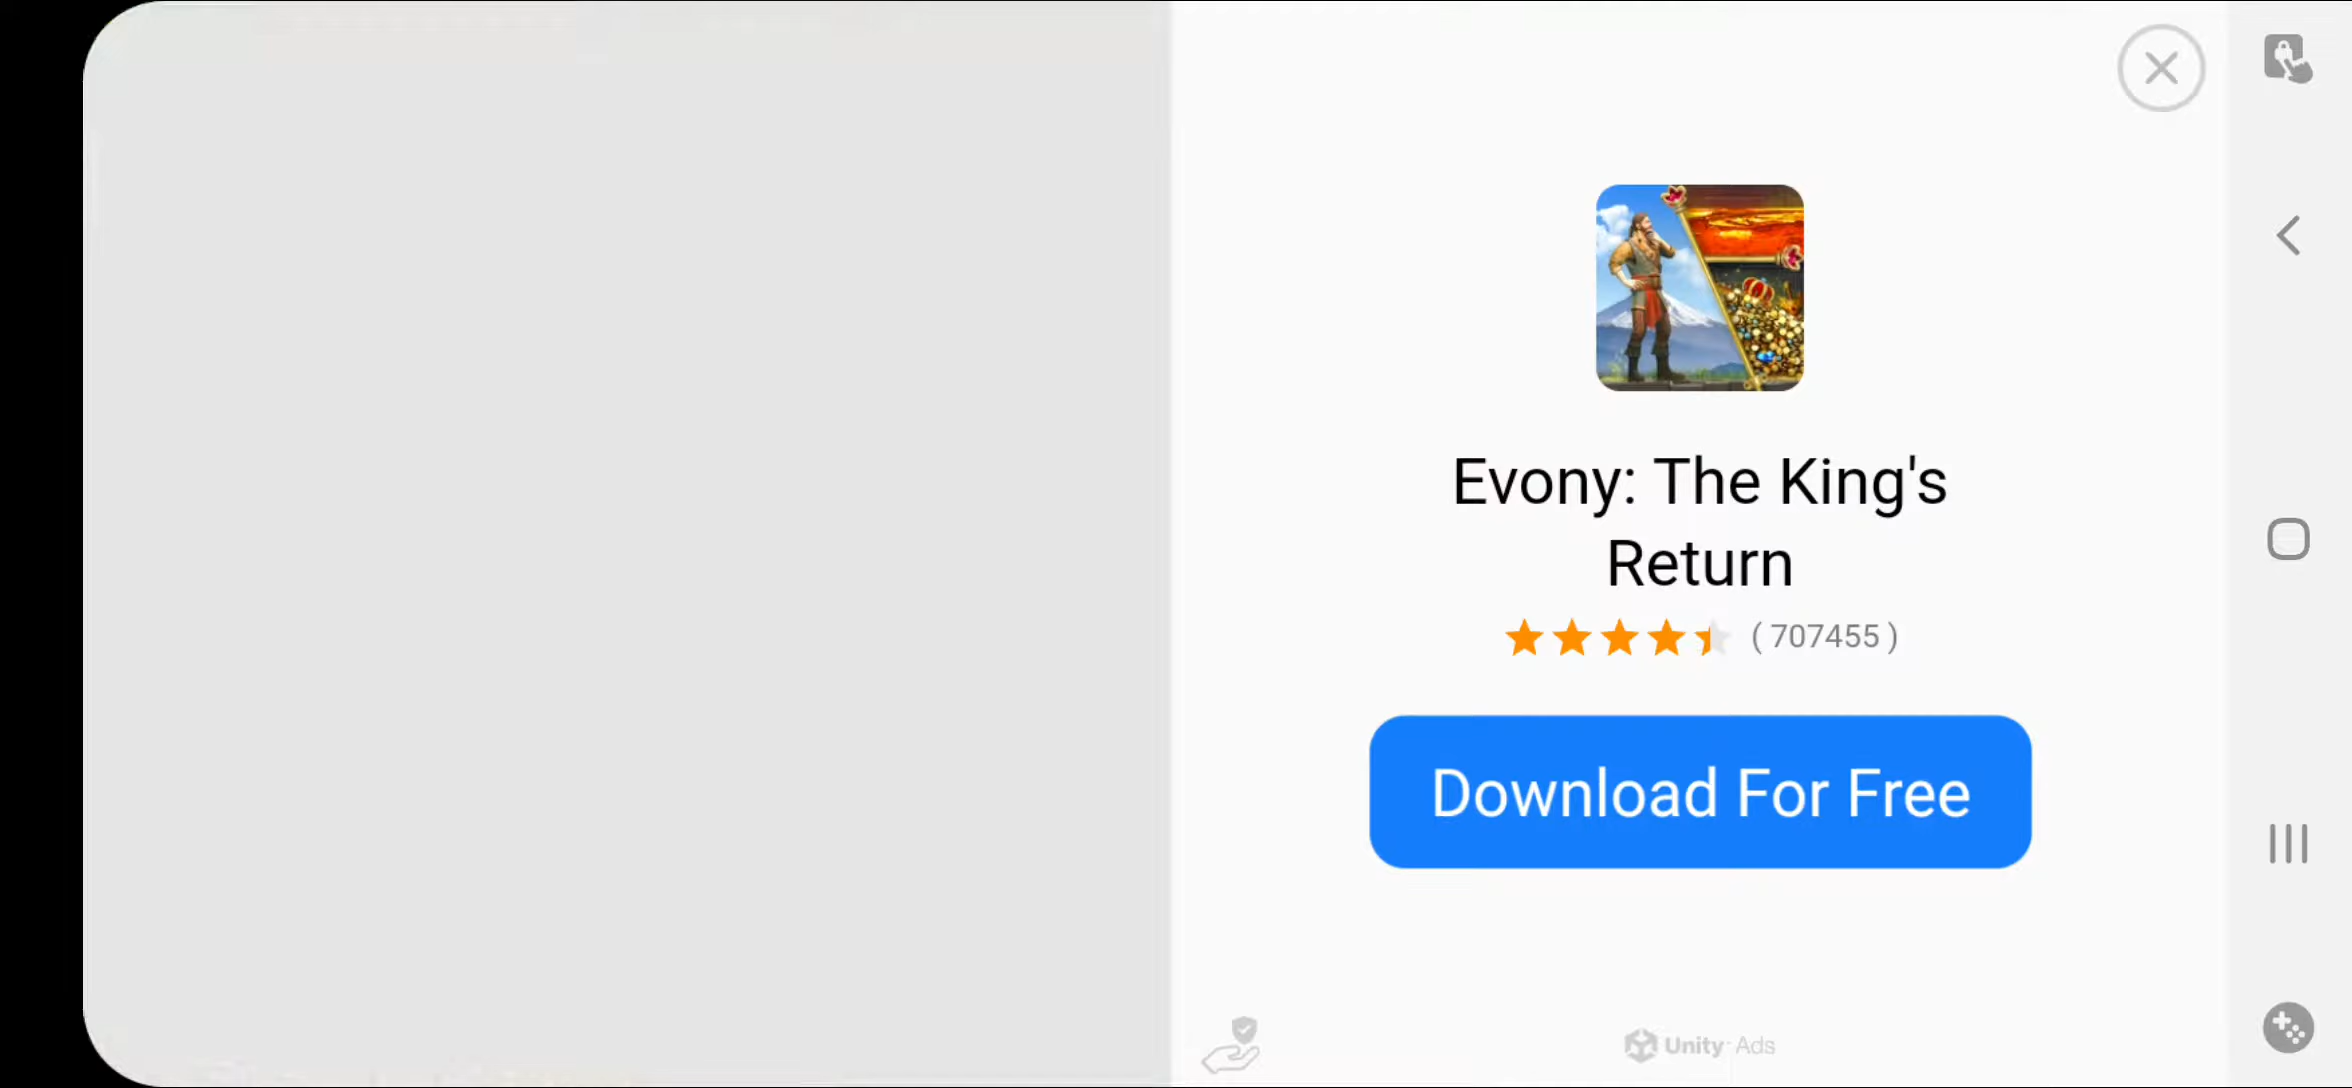 Evony: The King's
Return
( 707455 )
Download For Free
Unity Ads